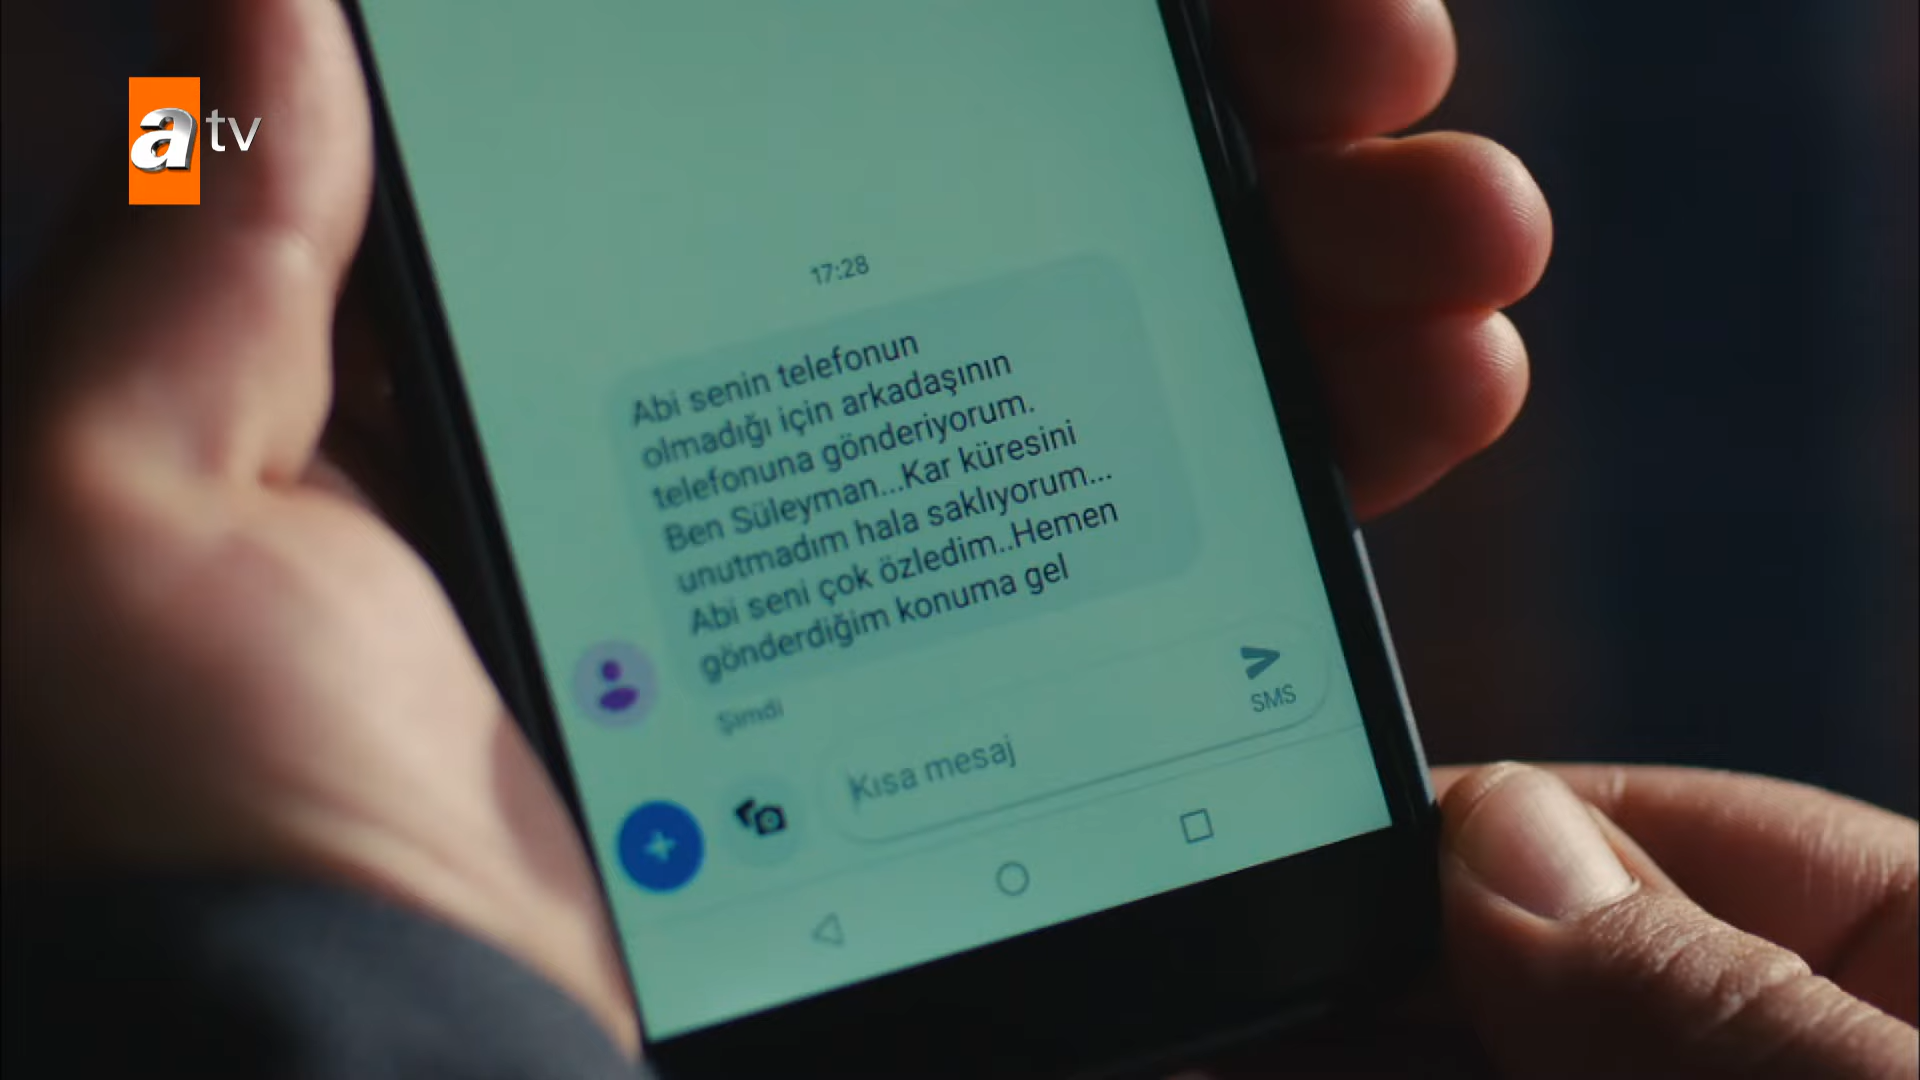 atv
17:28
Abi senin telefonun
olmadığı için arkadaşının
telefonuna gönderiyorum.
Ben Süleyman...Kar küresini
unutmadım hala saklıyorum...
Abi seni çok özledim..Hemen
gönderdiğim konuma gel
Şimdi
SMS
Kısa mesaj